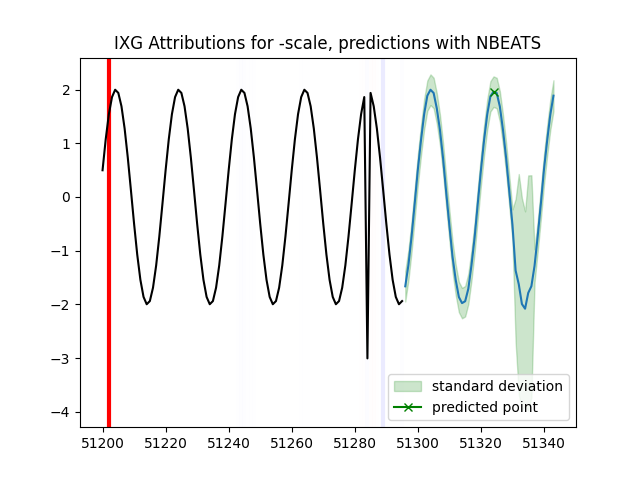 IXG Attributions for -scale, predictions with NBEATS
2
1
0
−1
−2
−3
−4
standard deviation
predicted point
51200 51220 51240 51260 51280 51300 51320 51340